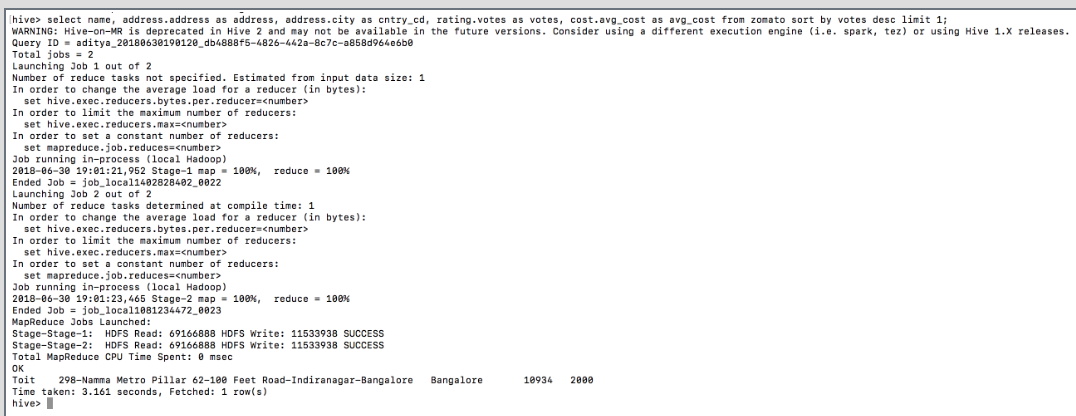 hive> select name, address.address as address, address.city as cntry_cd, rating.votes as votes, cost.avg_cost as avg_cost from zomato sort by votes desc limit 1;
WARNING: Hive-on-MR is deprecated in Hive 2 and may not be available in the future versions. Consider using a different execution engine (i.e. spark, tez) or using Hive 1.X releases.
Query ID = aditya_20180630190120_db4888f5-4826-442a-8c7c-a858d964e6b0
Total jobs = 2
Launching Job 1 out of 2
Number of reduce tasks not specified. Estimated from input data size: 1
In order to change the average load for a reducer (in bytes):
  set hive.exec.reducers.bytes.per.reducer=<number>
In order to limit the maximum number of reducers:
  set hive.exec.reducers.max=<number>
In order to set a constant number of reducers:
  set mapreduce.job.reduces=<number>
Job running in-process (local Hadoop)
2018-06-30 19:01:21,952 Stage-1 map = 100%,  reduce = 100%
Ended Job = job_local1402828402_0022
Launching Job 2 out of 2
Number of reduce tasks determined at compile time: 1
In order to change the average load for a reducer (in bytes):
  set hive.exec.reducers.bytes.per.reducer=<number>
In order to limit the maximum number of reducers:
  set hive.exec.reducers.max=<number>
In order to set a constant number of reducers:
  set mapreduce.job.reduces=<number>
Job running in-process (local Hadoop)
2018-06-30 19:01:23,465 Stage-2 map = 100%,  reduce = 100%
Ended Job = job_local1081234472_0023
MapReduce Jobs Launched:
Stage-Stage-1:  HDFS Read: 69166888 HDFS Write: 11533938 SUCCESS
Stage-Stage-2:  HDFS Read: 69166888 HDFS Write: 11533938 SUCCESS
Total MapReduce CPU Time Spent: 0 msec
OK
Toit    298-Namma Metro Pillar 62-100 Feet Road-Indiranagar-Bangalore   Bangalore       10934   2000
Time taken: 3.161 seconds, Fetched: 1 row(s)
hive>